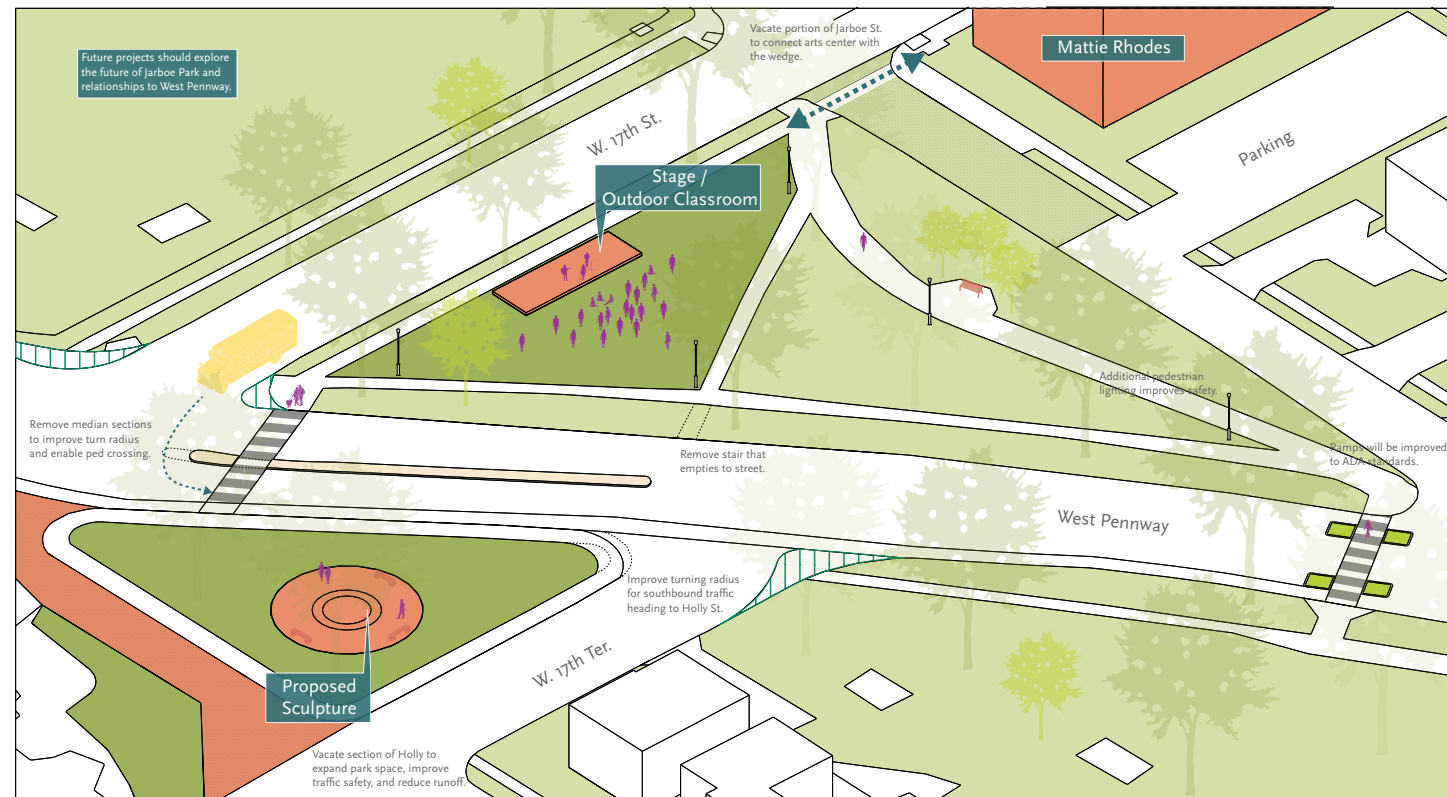 Future projects should explore
the future of Jarboe Park and
relationships to West Pennway.
Vacate portion of Jarboe St.
to connect arts center with
the wedge.
Mattie Rhodes
W. 17th St.
Parking
Stage /
Outdoor Classroom
Additional pedestrian
lighting improves safety.
Remove median sections
to improve turn radius
and enable ped crossing.
Remove stair that
empties to street.
Ramps will be improved
to ADA standards.
West Pennway
Improve turning radius
for southbound traffic
heading to Holly St.
W. 17th Ter.
Proposed
Sculpture
Vacate section of Holly to
expand park space, improve
traffic safety, and reduce runoff.